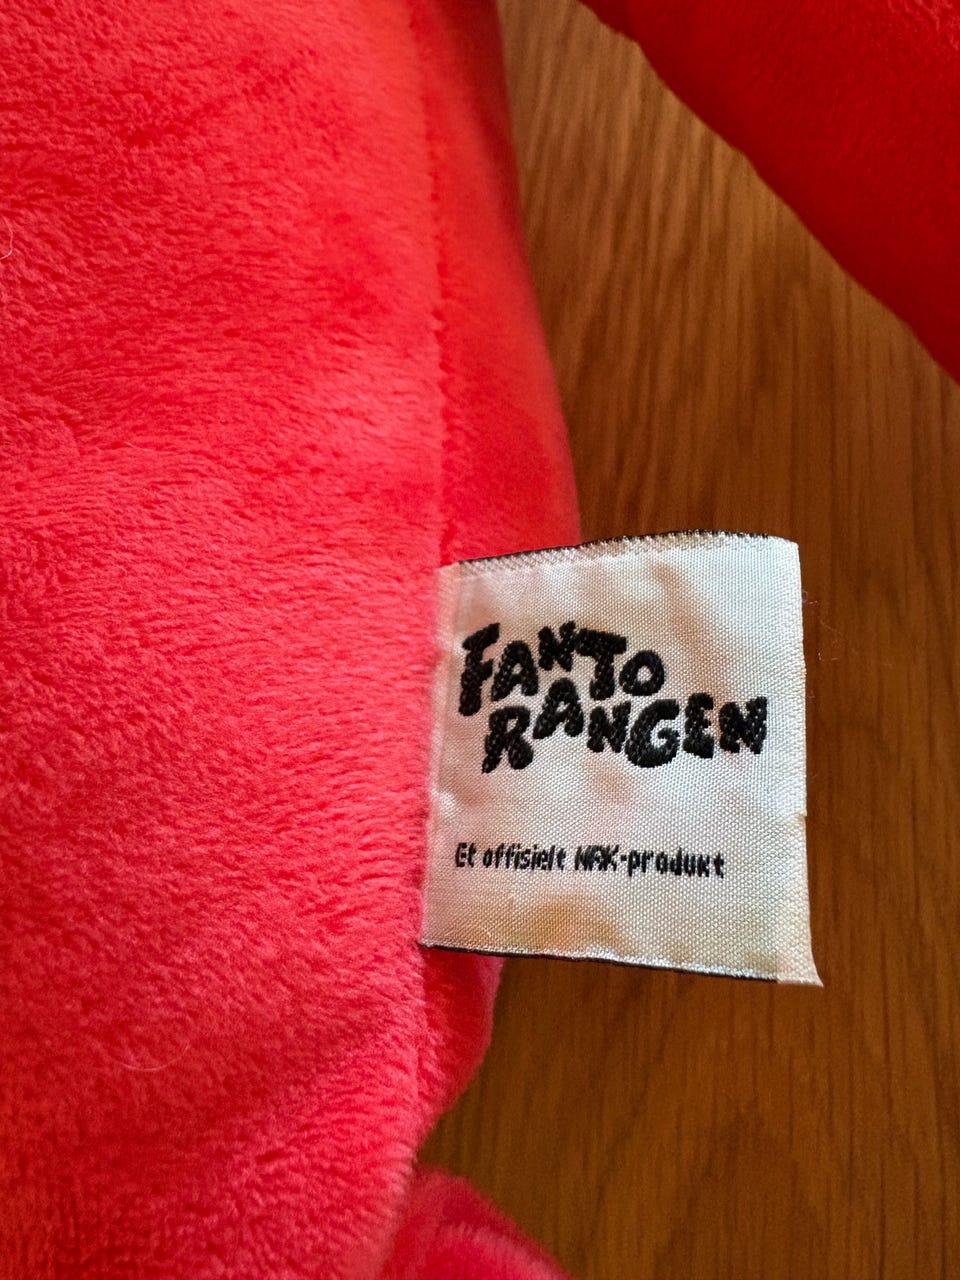 FANTO
RANGEN
Et offisielt NRK-produkt